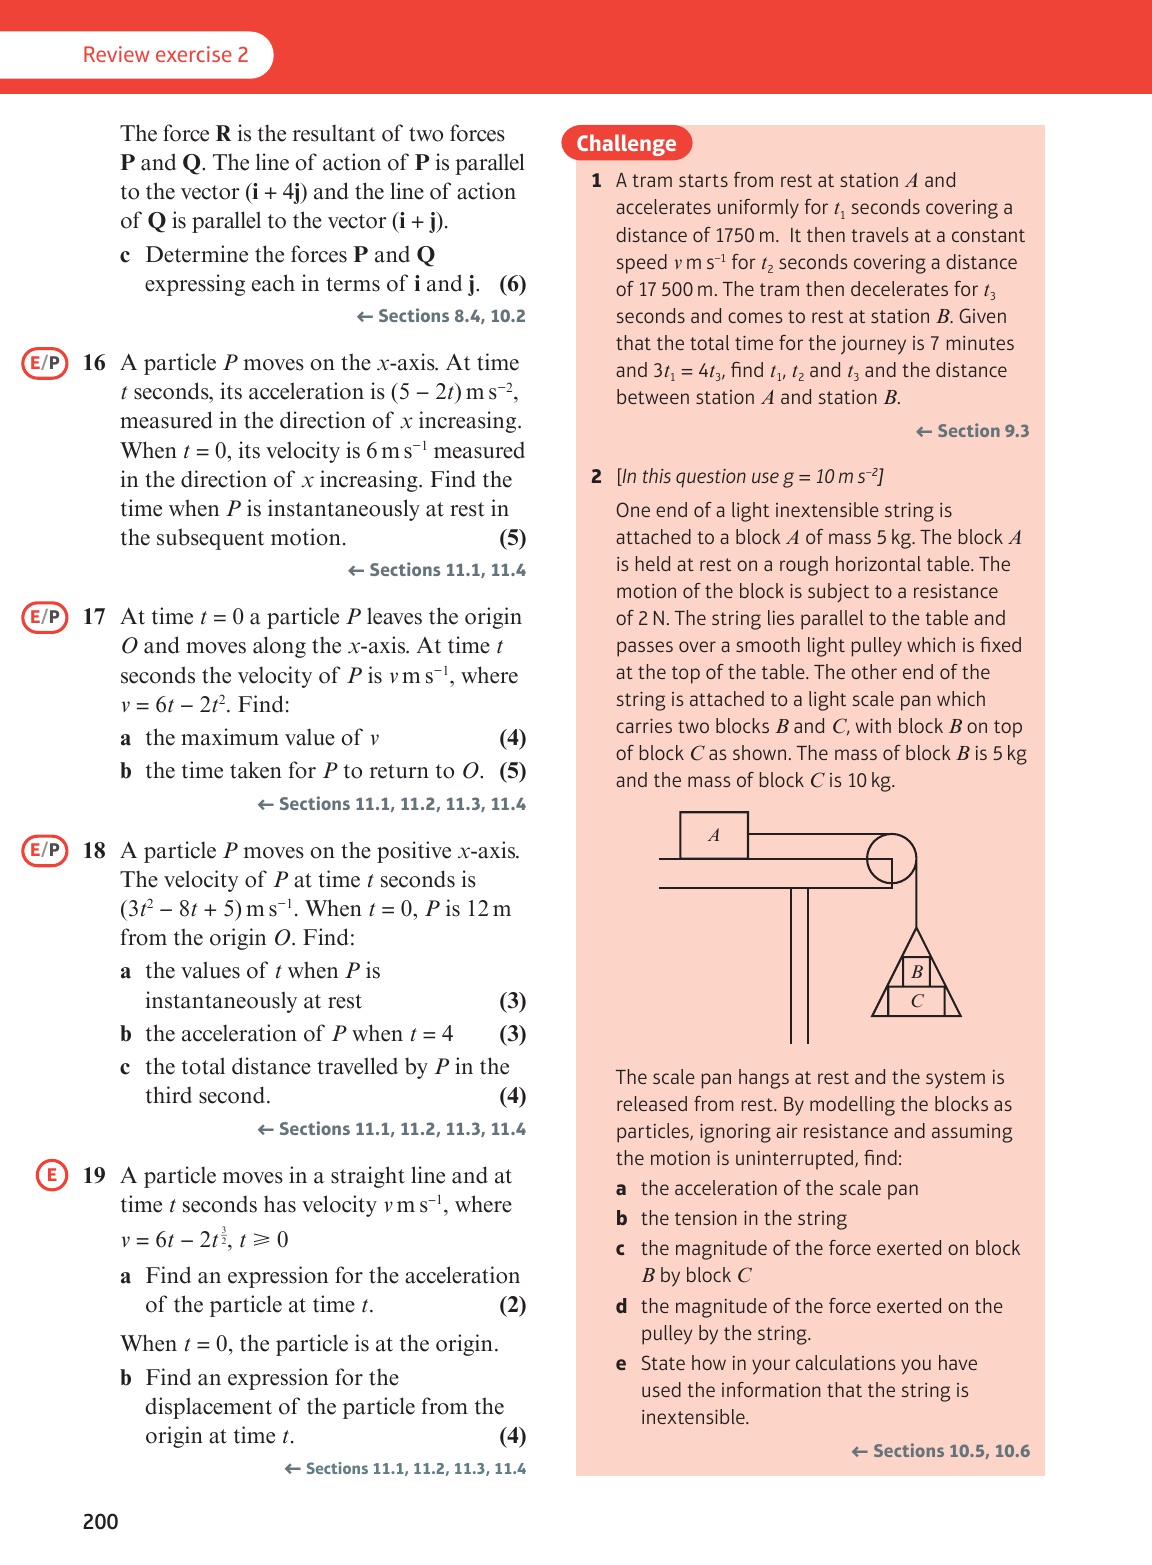 Review exercise 2
The force R is the resultant of two forces
P and Q. The line of action of P is parallel
to the vector (i + 4j) and the line of action
of Q is parallel to the vector (i + j).
c Determine the forces P and Q
expressing each in terms of i and j. (6)
← Sections 8.4, 10.2
E/P 16 A particle P moves on the x-axis. At time
t seconds, its acceleration is (5 − 2t) m s⁻²,
measured in the direction of x increasing.
When t = 0, its velocity is 6 m s⁻¹ measured
in the direction of x increasing. Find the
time when P is instantaneously at rest in
the subsequent motion. (5)
← Sections 11.1, 11.4
E/P 17 At time t = 0 a particle P leaves the origin
O and moves along the x-axis. At time t
seconds the velocity of P is v m s⁻¹, where
v = 6t − 2t². Find:
a the maximum value of v (4)
b the time taken for P to return to O. (5)
← Sections 11.1, 11.2, 11.3, 11.4
E/P 18 A particle P moves on the positive x-axis.
The velocity of P at time t seconds is
(3t² − 8t + 5) m s⁻¹. When t = 0, P is 12 m
from the origin O. Find:
a the values of t when P is
instantaneously at rest (3)
b the acceleration of P when t = 4 (3)
c the total distance travelled by P in the
third second. (4)
← Sections 11.1, 11.2, 11.3, 11.4
E 19 A particle moves in a straight line and at
time t seconds has velocity v m s⁻¹, where
v = 6t − 2t^(3/2), t ⩾ 0
a Find an expression for the acceleration
of the particle at time t. (2)
When t = 0, the particle is at the origin.
b Find an expression for the
displacement of the particle from the
origin at time t. (4)
← Sections 11.1, 11.2, 11.3, 11.4
Challenge
1 A tram starts from rest at station A and
accelerates uniformly for t₁ seconds covering a
distance of 1750 m. It then travels at a constant
speed v m s⁻¹ for t₂ seconds covering a distance
of 17 500 m. The tram then decelerates for t₃
seconds and comes to rest at station B. Given
that the total time for the journey is 7 minutes
and 3t₁ = 4t₃, find t₁, t₂ and t₃ and the distance
between station A and station B.
← Section 9.3
2 [In this question use g = 10 m s⁻²]
One end of a light inextensible string is
attached to a block A of mass 5 kg. The block A
is held at rest on a rough horizontal table. The
motion of the block is subject to a resistance
of 2 N. The string lies parallel to the table and
passes over a smooth light pulley which is fixed
at the top of the table. The other end of the
string is attached to a light scale pan which
carries two blocks B and C, with block B on top
of block C as shown. The mass of block B is 5 kg
and the mass of block C is 10 kg.
A
B
C
The scale pan hangs at rest and the system is
released from rest. By modelling the blocks as
particles, ignoring air resistance and assuming
the motion is uninterrupted, find:
a the acceleration of the scale pan
b the tension in the string
c the magnitude of the force exerted on block
B by block C
d the magnitude of the force exerted on the
pulley by the string.
e State how in your calculations you have
used the information that the string is
inextensible.
← Sections 10.5, 10.6
200